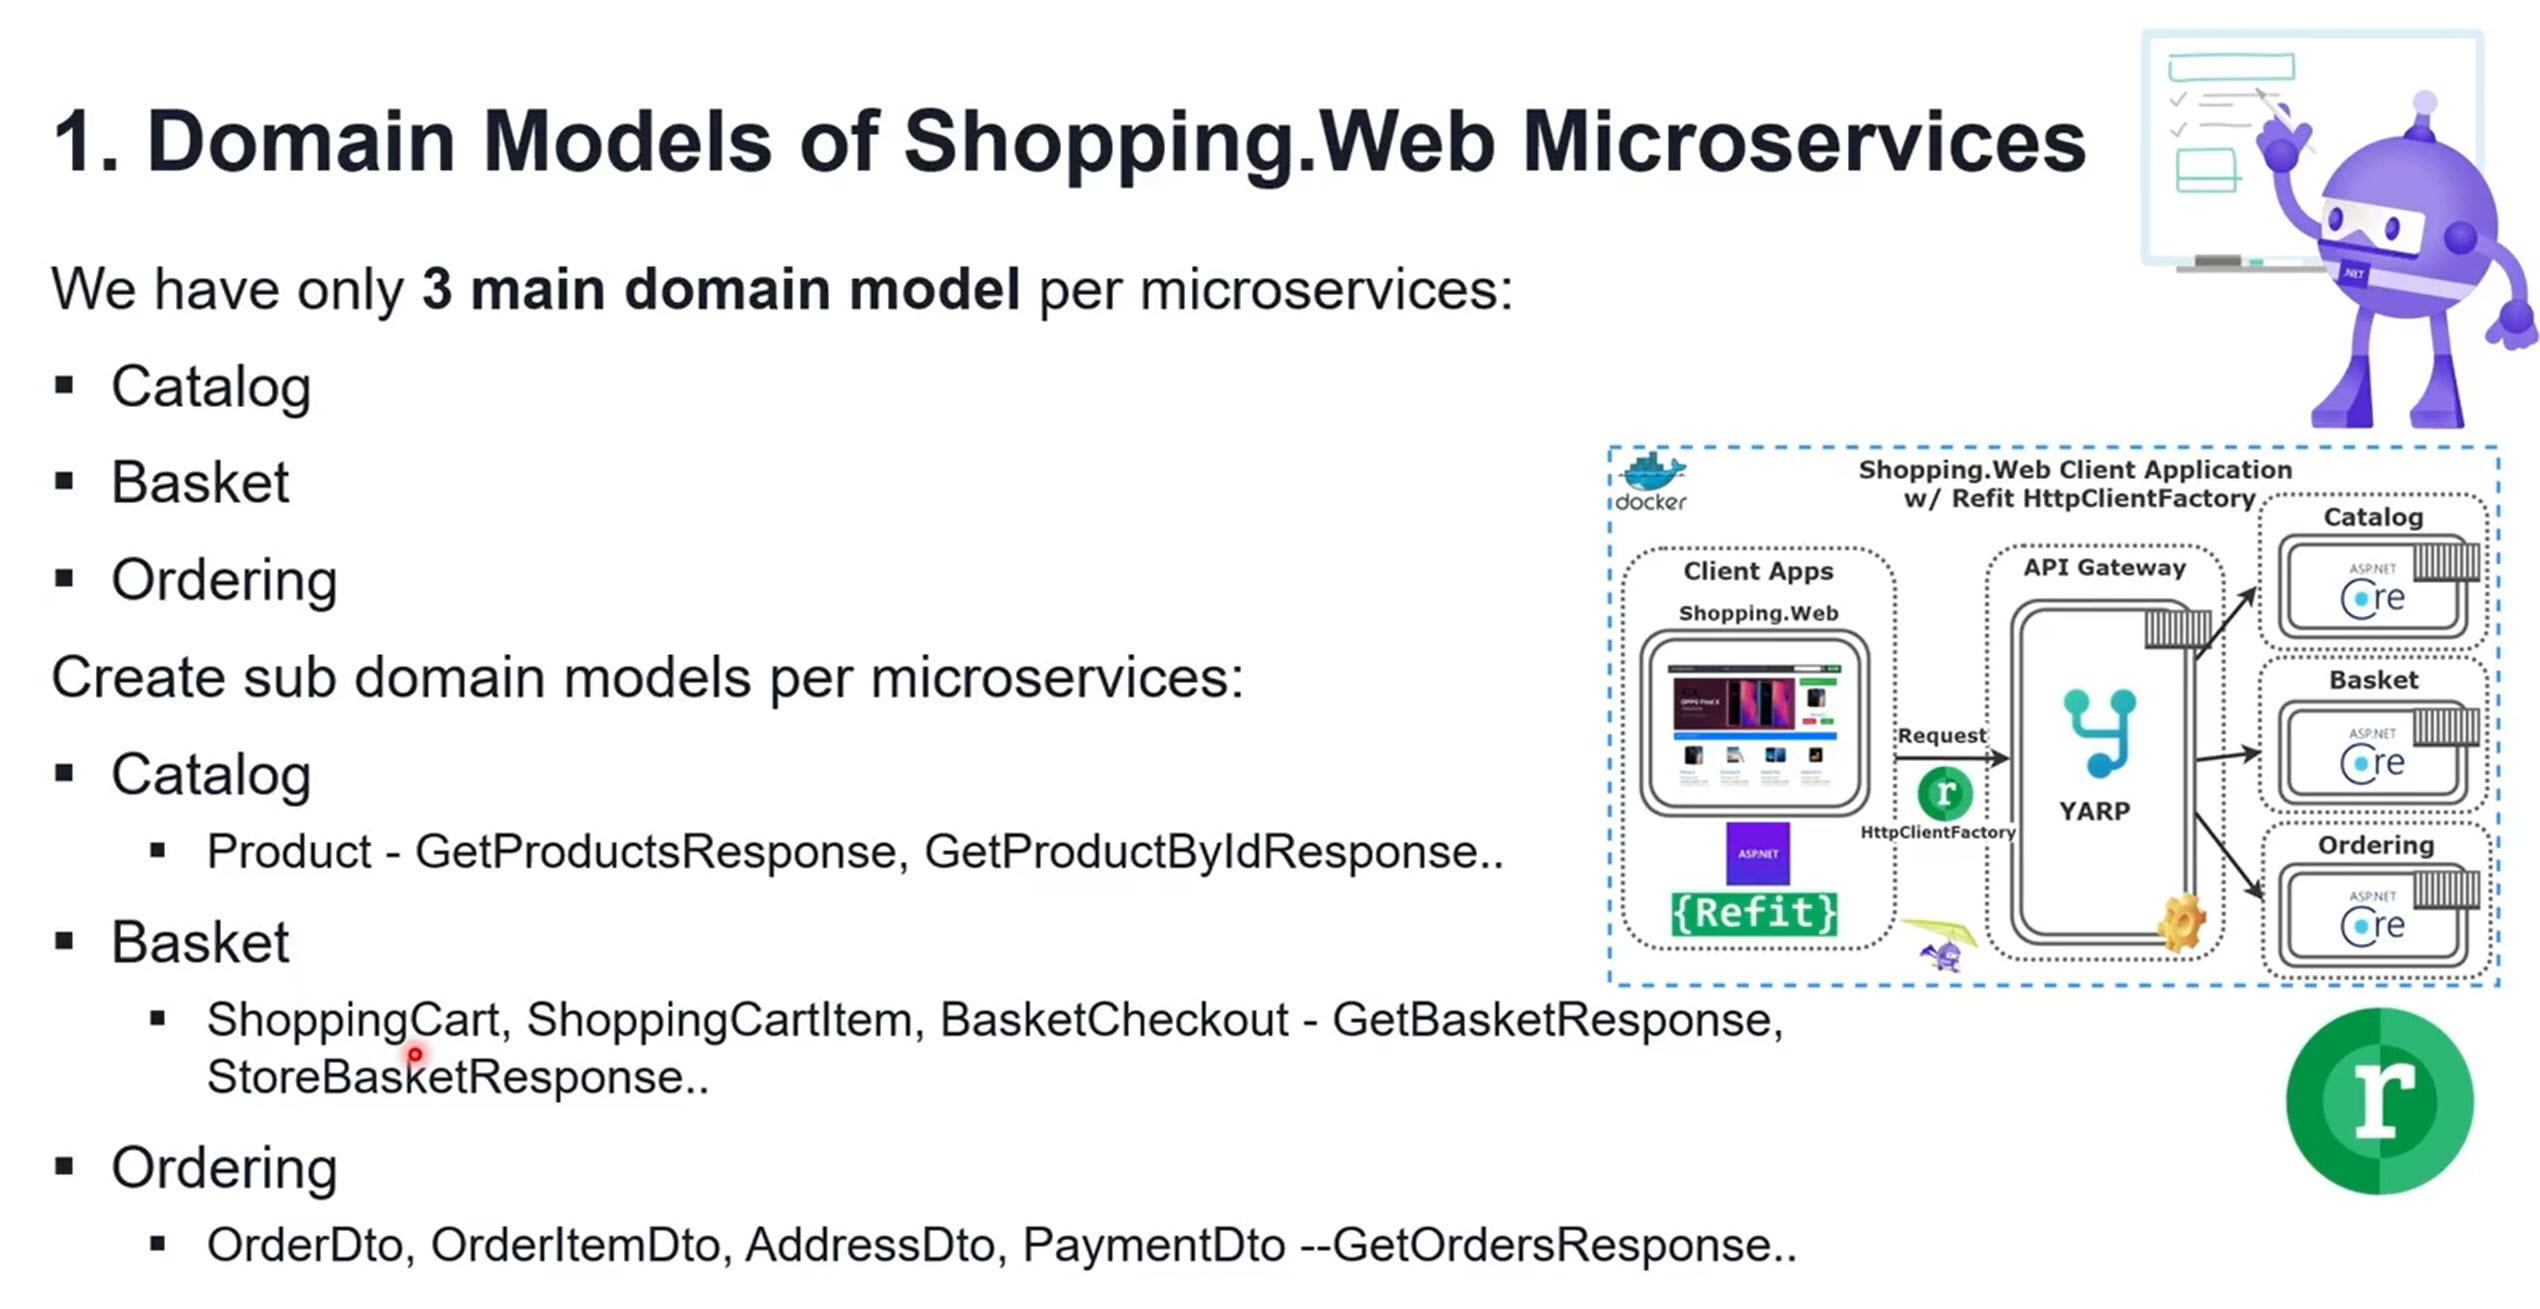 1. Domain Models of Shopping.Web Microservices
.NET
We have only 3 main domain model per microservices:
▪ Catalog
▪ Basket
▪ Ordering
Create sub domain models per microservices:
▪ Catalog
▪ Product - GetProductsResponse, GetProductByIdResponse..
▪ Basket
▪ ShoppingCart, ShoppingCartItem, BasketCheckout - GetBasketResponse,
StoreBasketResponse..
▪ Ordering
▪ OrderDto, OrderItemDto, AddressDto, PaymentDto --GetOrdersResponse..
docker
Shopping.Web Client Application
w/ Refit HttpClientFactory
Client Apps
Shopping.Web
OPPO Find X
ASP.NET
{Refit}
Request
r
HttpClientFactory
API Gateway
YARP
Catalog
ASP.NET
Core
Basket
ASP.NET
Core
Ordering
ASP.NET
Core
r